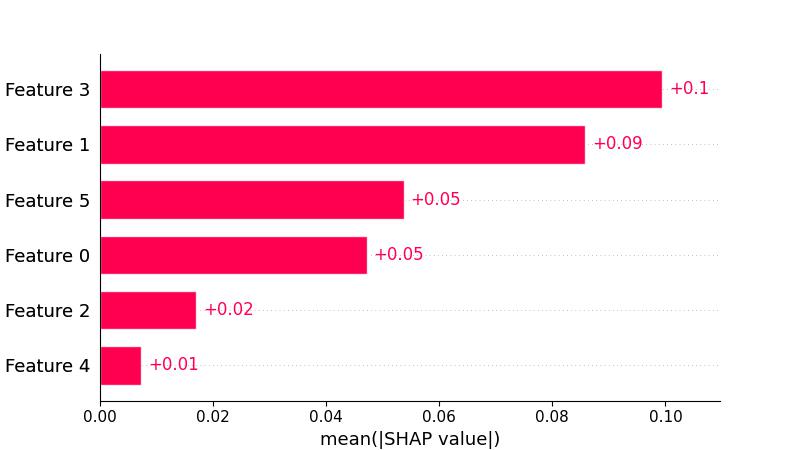 Feature 3 +0.1
Feature 1 +0.09
Feature 5 +0.05
Feature 0 +0.05
Feature 2 +0.02
Feature 4 +0.01
0.00 0.02 0.04 0.06 0.08 0.10
mean(|SHAP value|)